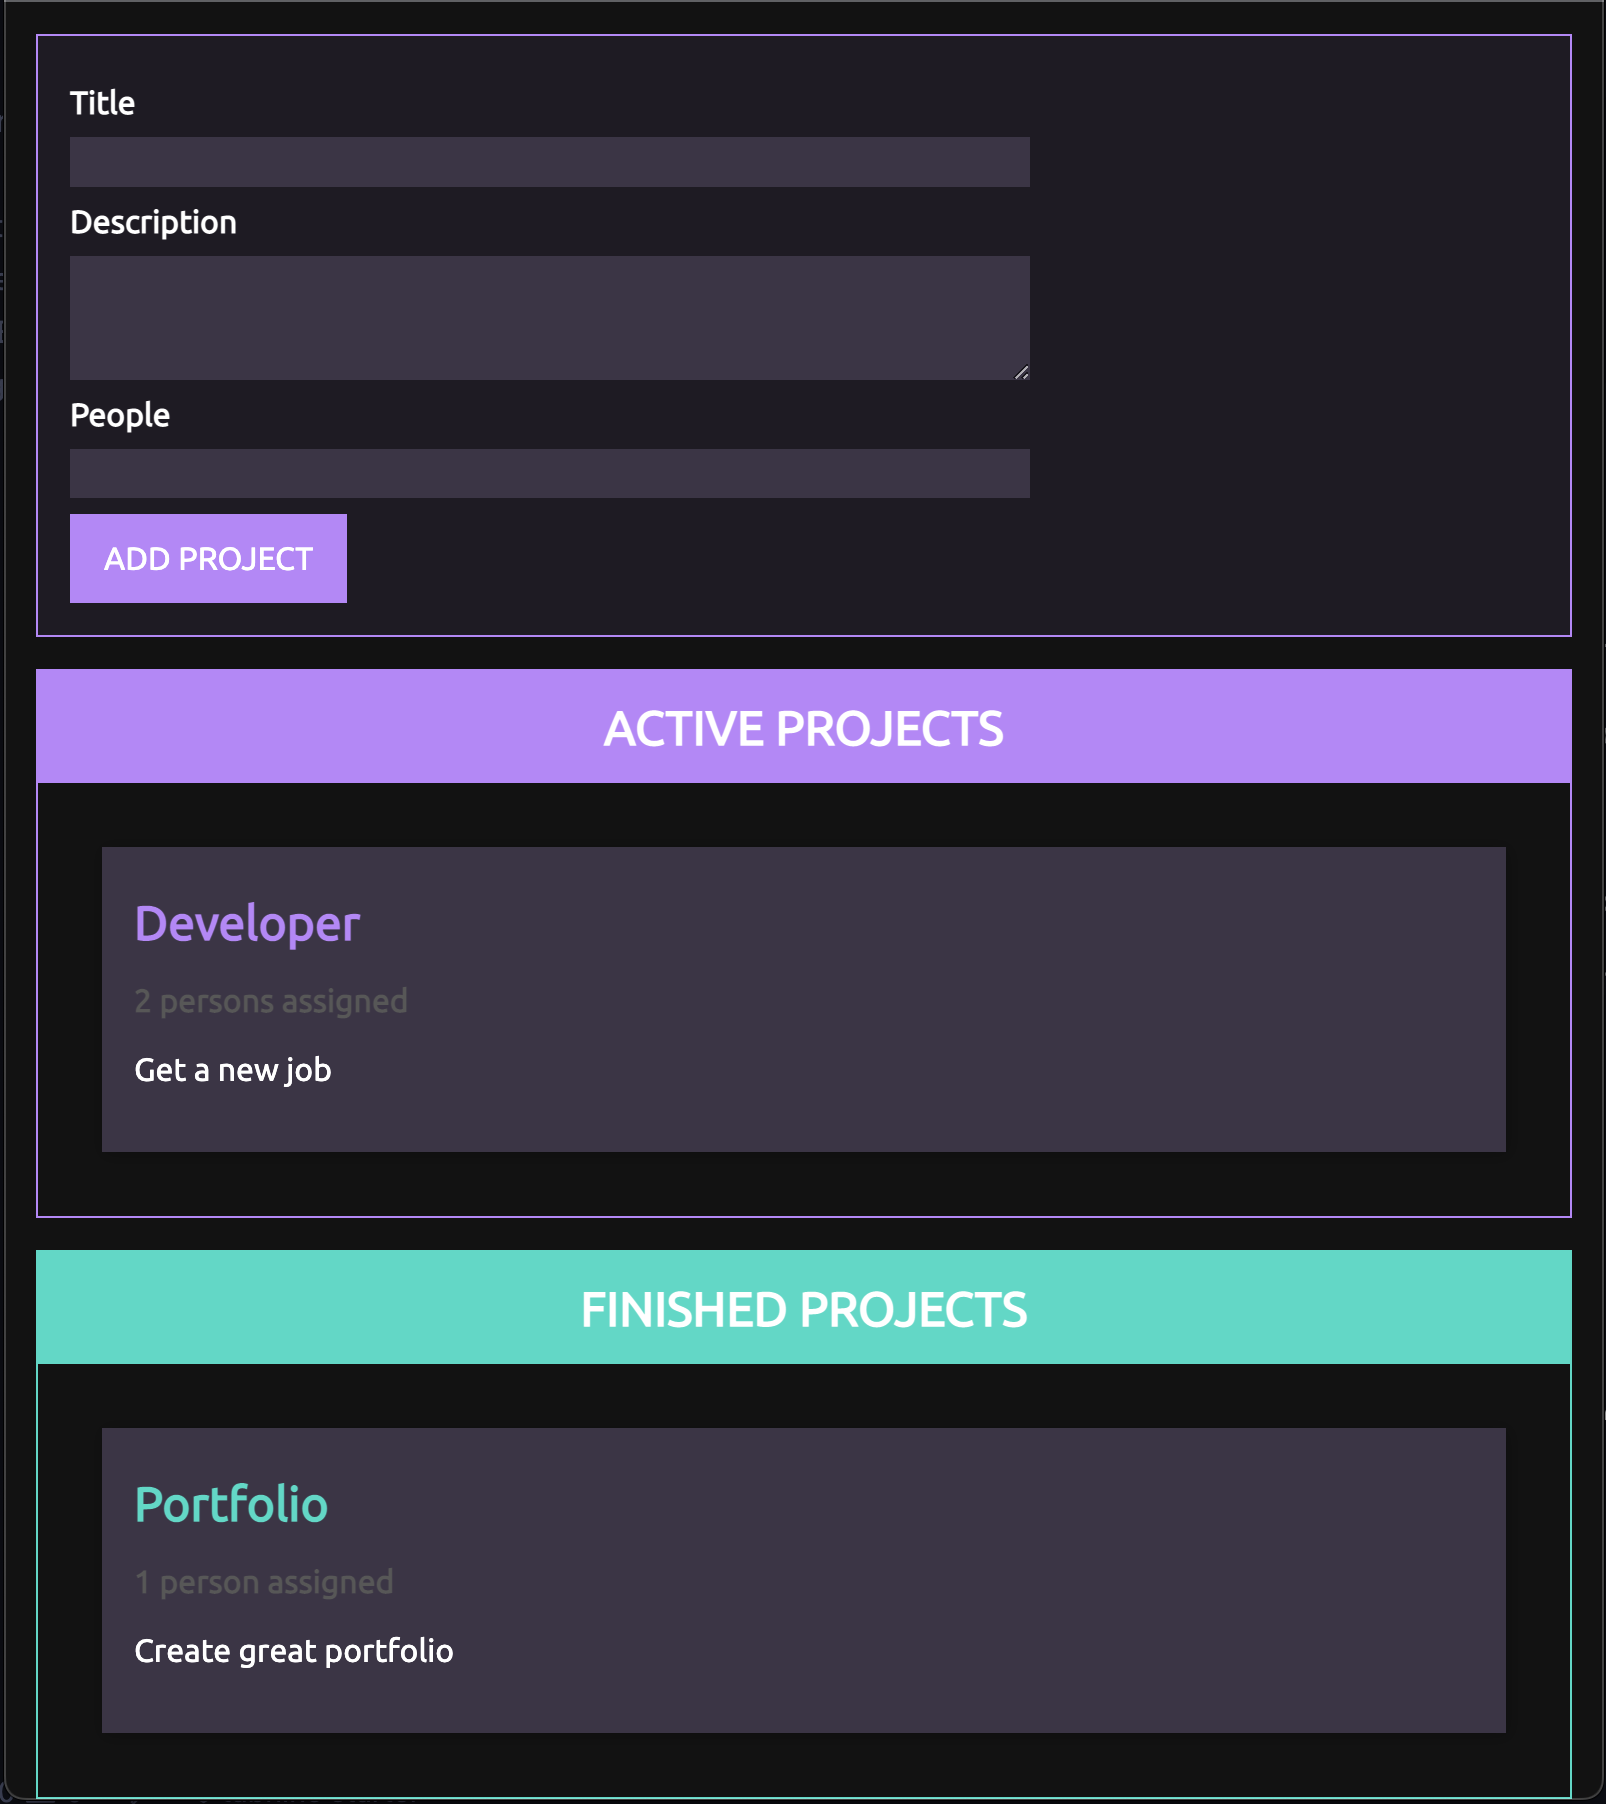 Title
Description
People
ADD PROJECT
ACTIVE PROJECTS
Developer
2 persons assigned
Get a new job
FINISHED PROJECTS
Portfolio
1 person assigned
Create great portfolio